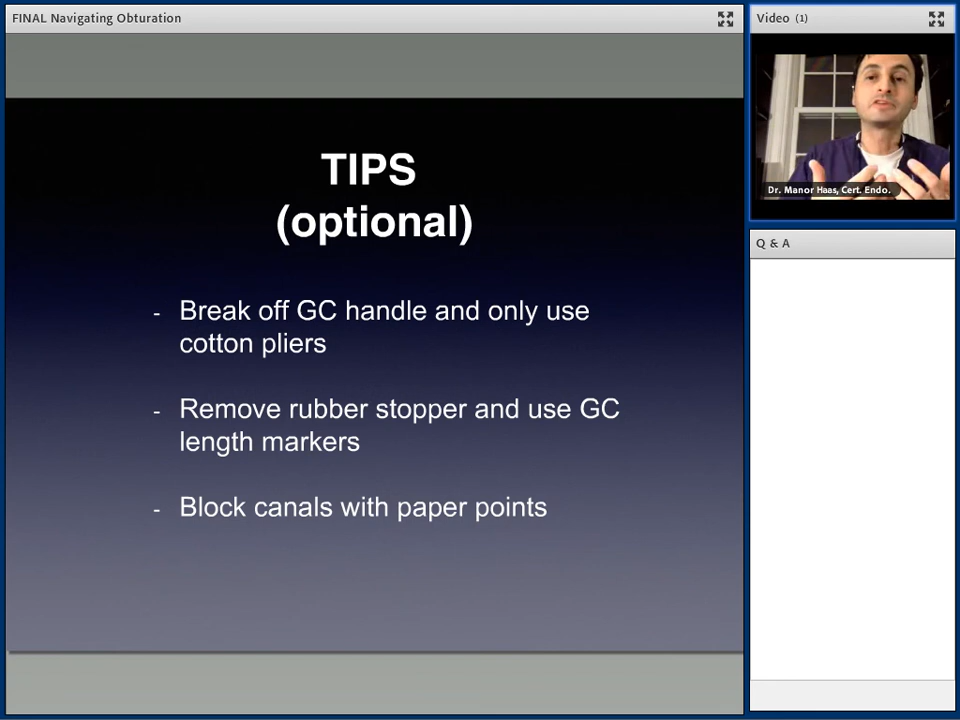 FINAL Navigating Obturation
TIPS
(optional)
- Break off GC handle and only use
cotton pliers
- Remove rubber stopper and use GC
length markers
- Block canals with paper points
Video (1)
Dr. Manor Haas, Cert. Endo.
Q & A